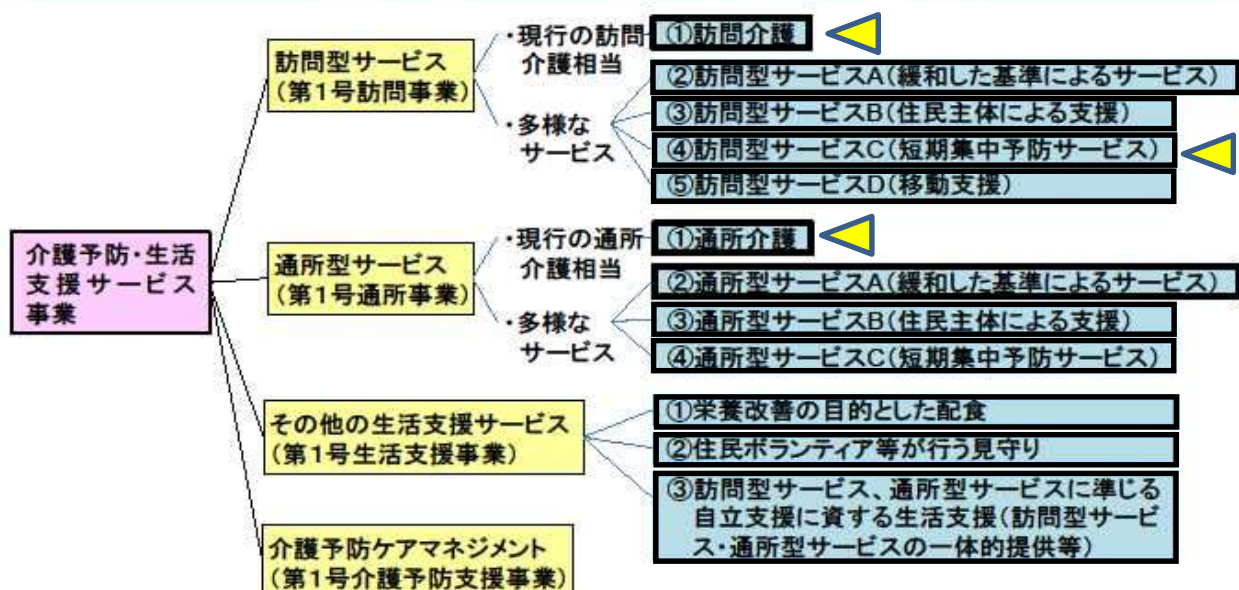 介護予防・生活
支援サービス
事業
訪問型サービス
(第1号訪問事業)
・現行の訪問
介護相当
①訪問介護
・多様な
サービス
②訪問型サービスA(緩和した基準によるサービス)
③訪問型サービスB(住民主体による支援)
④訪問型サービスC(短期集中予防サービス)
⑤訪問型サービスD(移動支援)
通所型サービス
(第1号通所事業)
・現行の通所
介護相当
①通所介護
・多様な
サービス
②通所型サービスA(緩和した基準によるサービス)
③通所型サービスB(住民主体による支援)
④通所型サービスC(短期集中予防サービス)
その他の生活支援サービス
(第1号生活支援事業)
①栄養改善の目的とした配食
②住民ボランティア等が行う見守り
③訪問型サービス、通所型サービスに準じる
自立支援に資する生活支援(訪問型サービ
ス・通所型サービスの一体的提供等)
介護予防ケアマネジメント
(第1号介護予防支援事業)